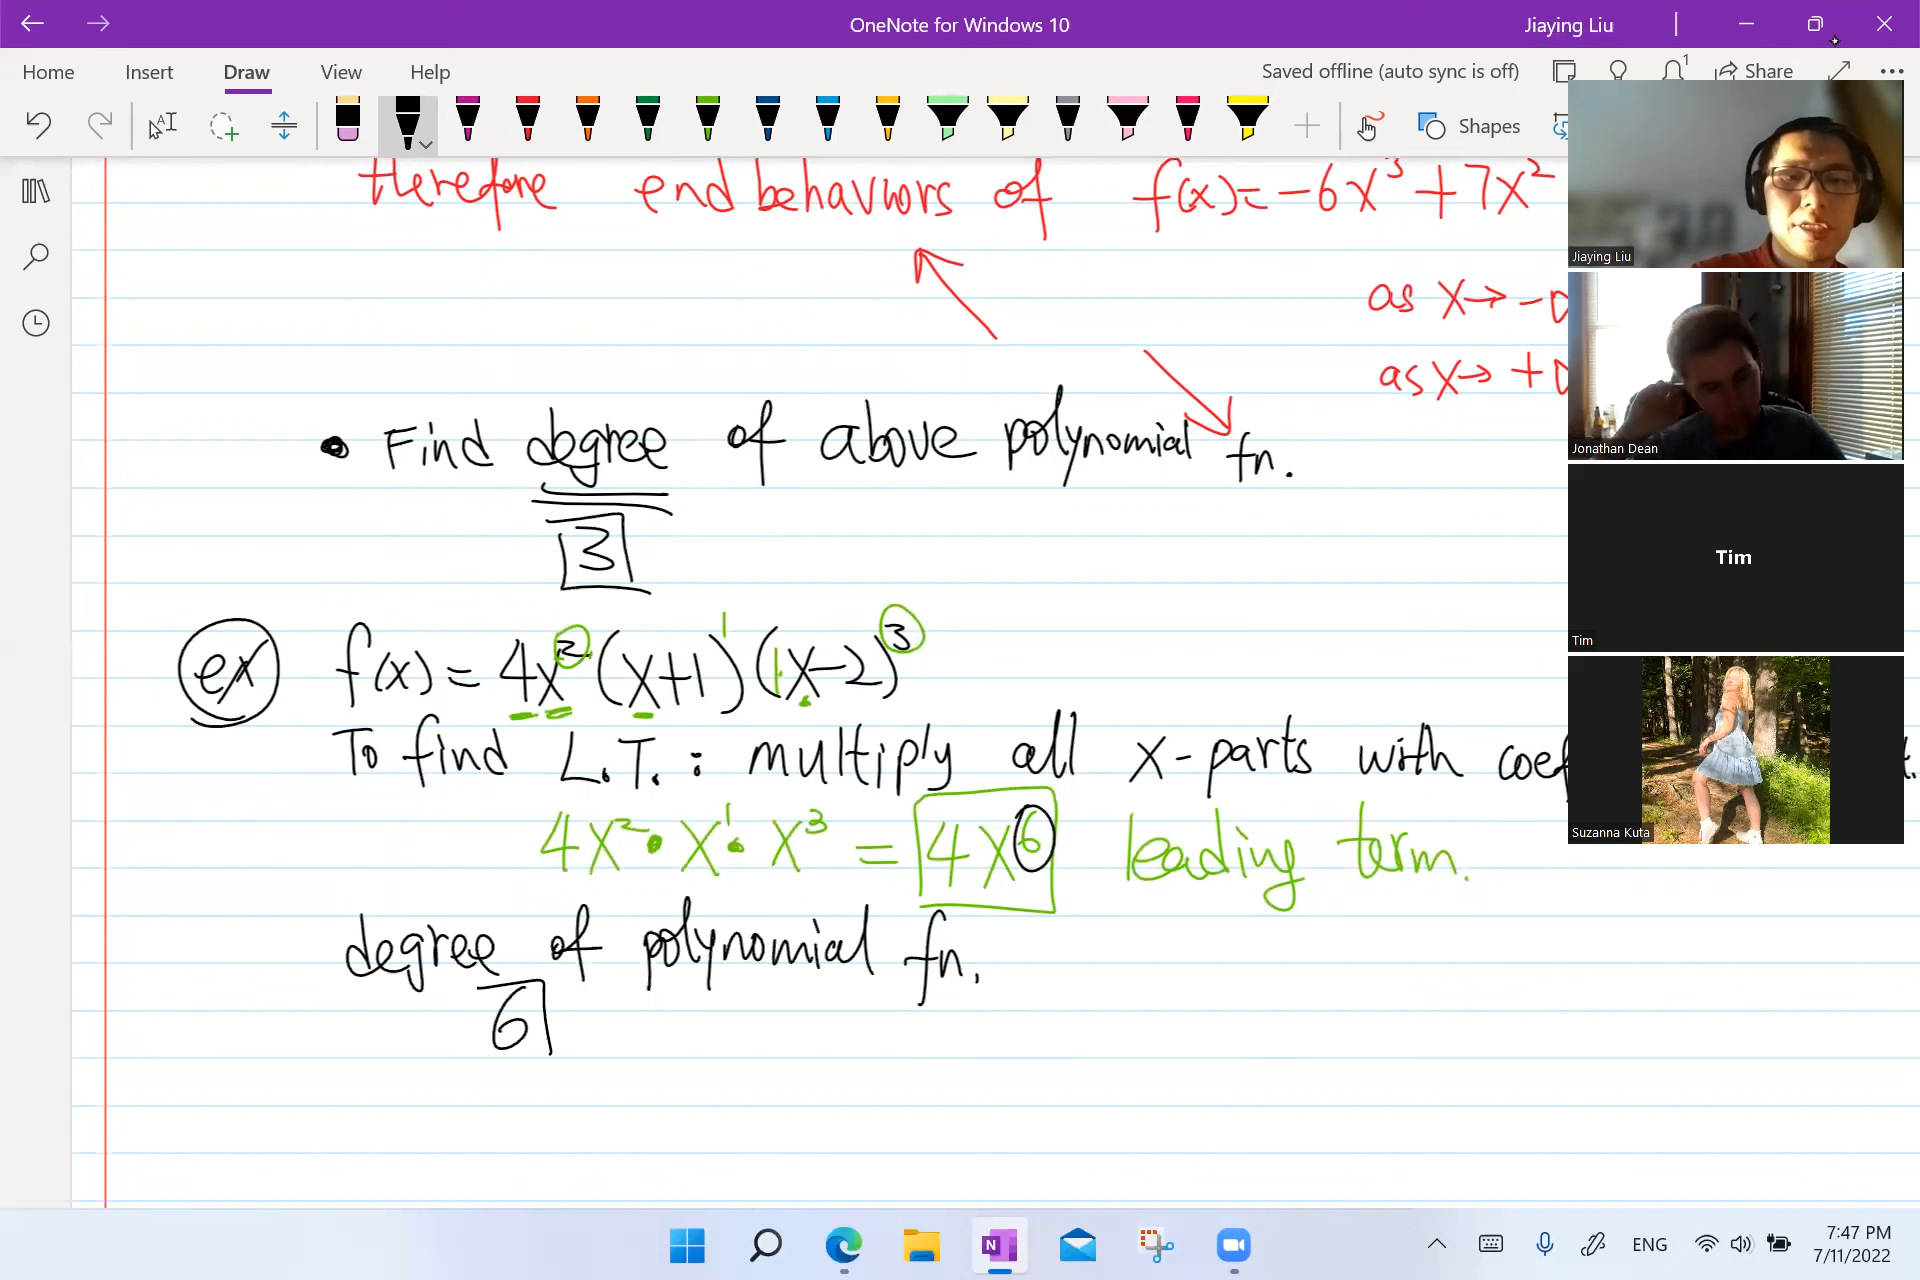 OneNote for Windows 10
Jiaying Liu
Home Insert Draw View Help
Saved offline (auto sync is off)
1
Share
Shapes
therefore end behaviors of f(x)=-6x³+7x²
as x→ -
as x→ +
Jiaying Liu
Jonathan Dean
Tim
Tim
Suzanna Kuta
• Find degree of above polynomial fn.
3
ex f(x) = 4x²(x+1)¹(1x-2)³
To find L.T. : multiply all x-parts with
4x² • x¹ • x³ = 4x⁶ leading term.
degree of polynomial fn.
6
ENG
7:47 PM
7/11/2022